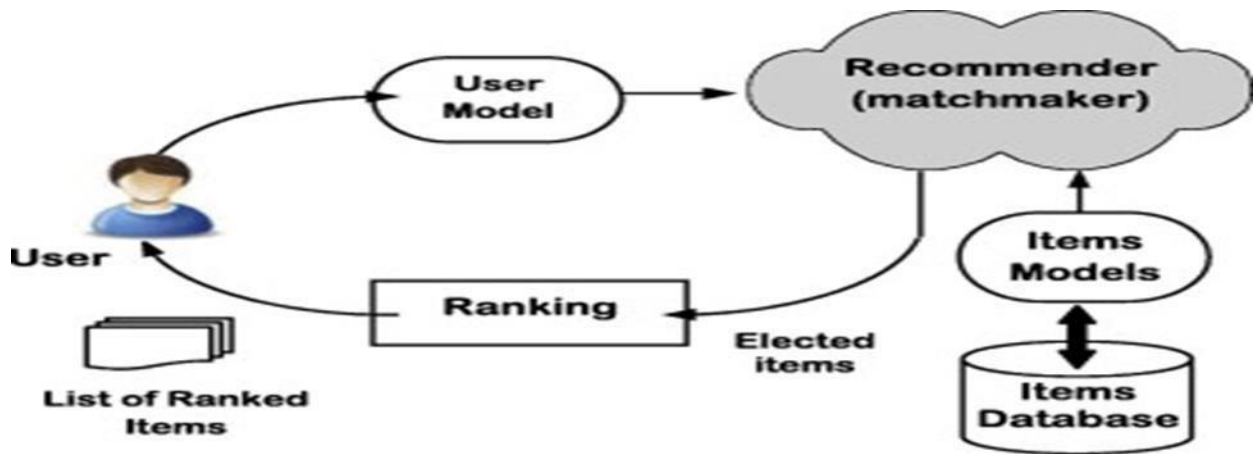 User
Model
Recommender
(matchmaker)
User
Items
Models
Ranking
Elected
items
List of Ranked
Items
Items
Database